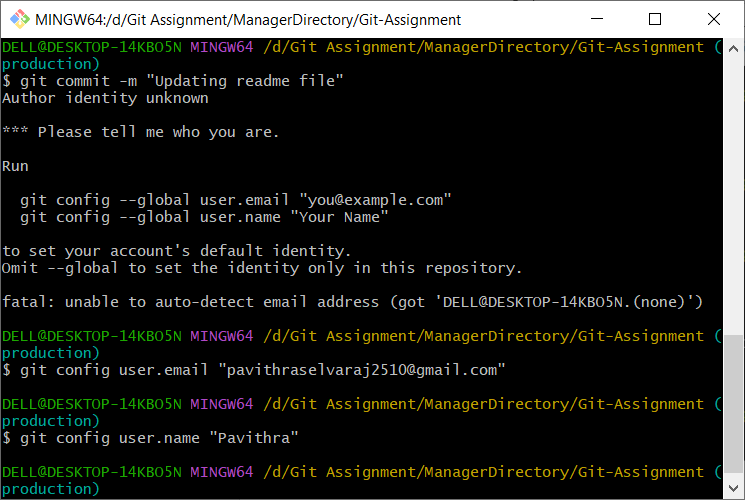 MINGW64:/d/Git Assignment/ManagerDirectory/Git-Assignment
DELL@DESKTOP-14KBO5N MINGW64 /d/Git Assignment/ManagerDirectory/Git-Assignment (
production)
$ git commit -m "Updating readme file"
Author identity unknown
*** Please tell me who you are.
Run
git config --global user.email "you@example.com"
git config --global user.name "Your Name"
to set your account's default identity.
Omit --global to set the identity only in this repository.
fatal: unable to auto-detect email address (got 'DELL@DESKTOP-14KBO5N.(none)')
DELL@DESKTOP-14KBO5N MINGW64 /d/Git Assignment/ManagerDirectory/Git-Assignment (
production)
$ git config user.email "pavithraselvaraj2510@gmail.com"
DELL@DESKTOP-14KBO5N MINGW64 /d/Git Assignment/ManagerDirectory/Git-Assignment (
production)
$ git config user.name "Pavithra"
DELL@DESKTOP-14KBO5N MINGW64 /d/Git Assignment/ManagerDirectory/Git-Assignment (
production)